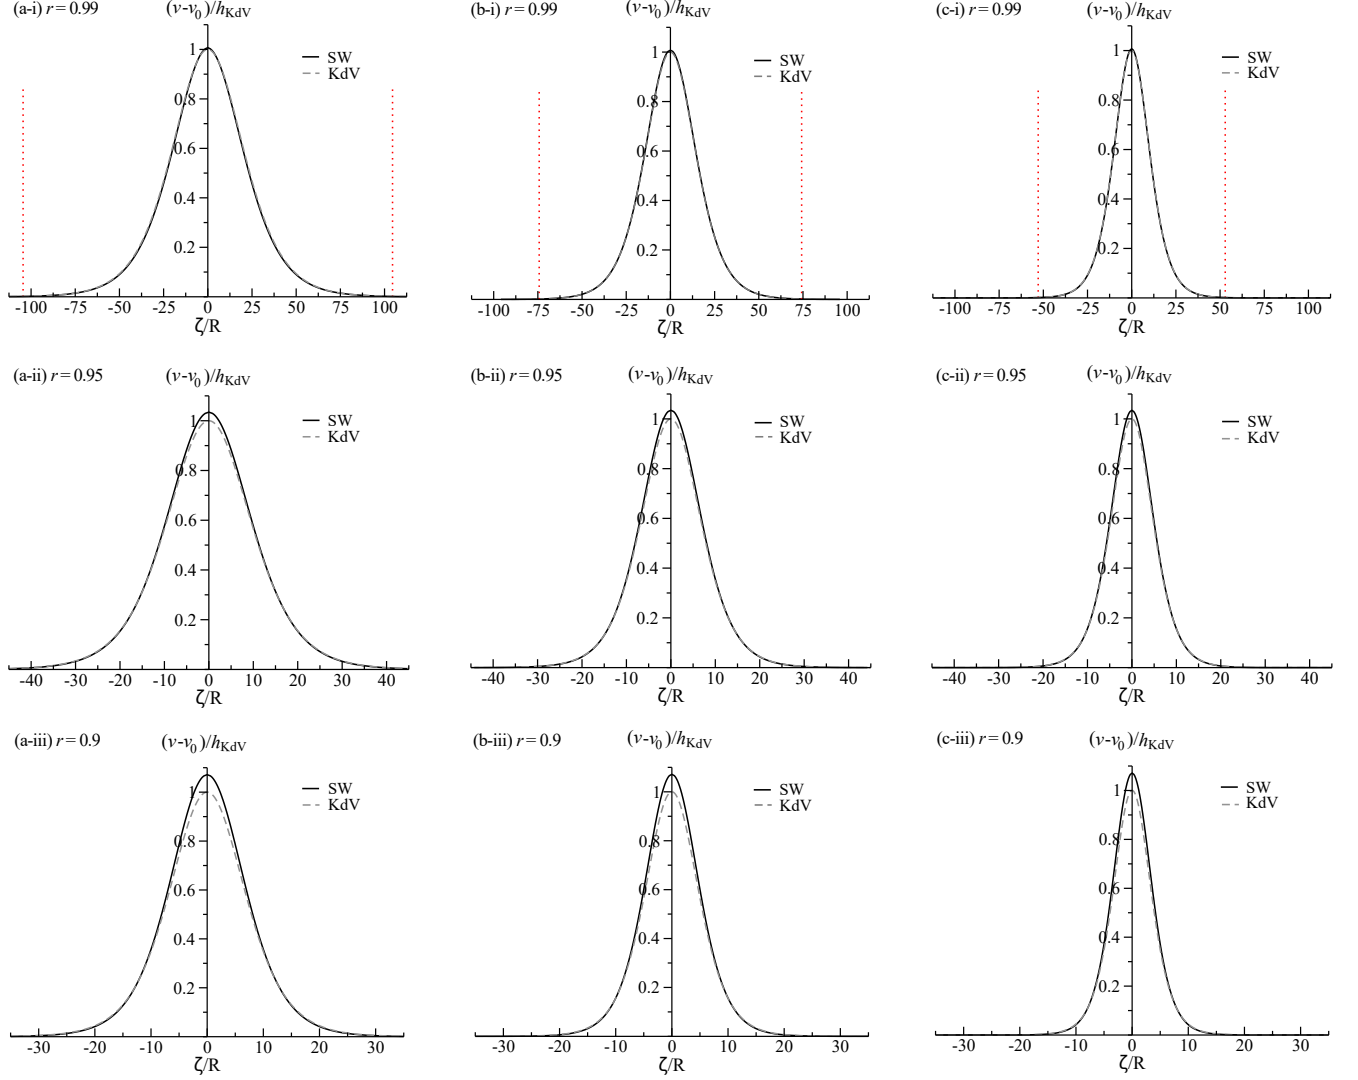 (a-i) r = 0.99
(v-v0)/hKdV
SW
KdV
1
0.8
0.6
0.4
0.2
-100 -75 -50 -25 0 25 50 75 100
ζ/R
(b-i) r = 0.99
(v-v0)/hKdV
SW
KdV
1
0.8
0.6
0.4
0.2
-100 -75 -50 -25 0 25 50 75 100
ζ/R
(c-i) r = 0.99
(v-v0)/hKdV
SW
KdV
1
0.8
0.6
0.4
0.2
-100 -75 -50 -25 0 25 50 75 100
ζ/R
(a-ii) r = 0.95
(v-v0)/hKdV
SW
KdV
1
0.8
0.6
0.4
0.2
-40 -30 -20 -10 0 10 20 30 40
ζ/R
(b-ii) r = 0.95
(v-v0)/hKdV
SW
KdV
1
0.8
0.6
0.4
0.2
-40 -30 -20 -10 0 10 20 30 40
ζ/R
(c-ii) r = 0.95
(v-v0)/hKdV
SW
KdV
1
0.8
0.6
0.4
0.2
-40 -30 -20 -10 0 10 20 30 40
ζ/R
(a-iii) r = 0.9
(v-v0)/hKdV
SW
KdV
1
0.8
0.6
0.4
0.2
-30 -20 -10 0 10 20 30
ζ/R
(b-iii) r = 0.9
(v-v0)/hKdV
SW
KdV
1
0.8
0.6
0.4
0.2
-30 -20 -10 0 10 20 30
ζ/R
(c-iii) r = 0.9
(v-v0)/hKdV
SW
KdV
1
0.8
0.6
0.4
0.2
-30 -20 -10 0 10 20 30
ζ/R